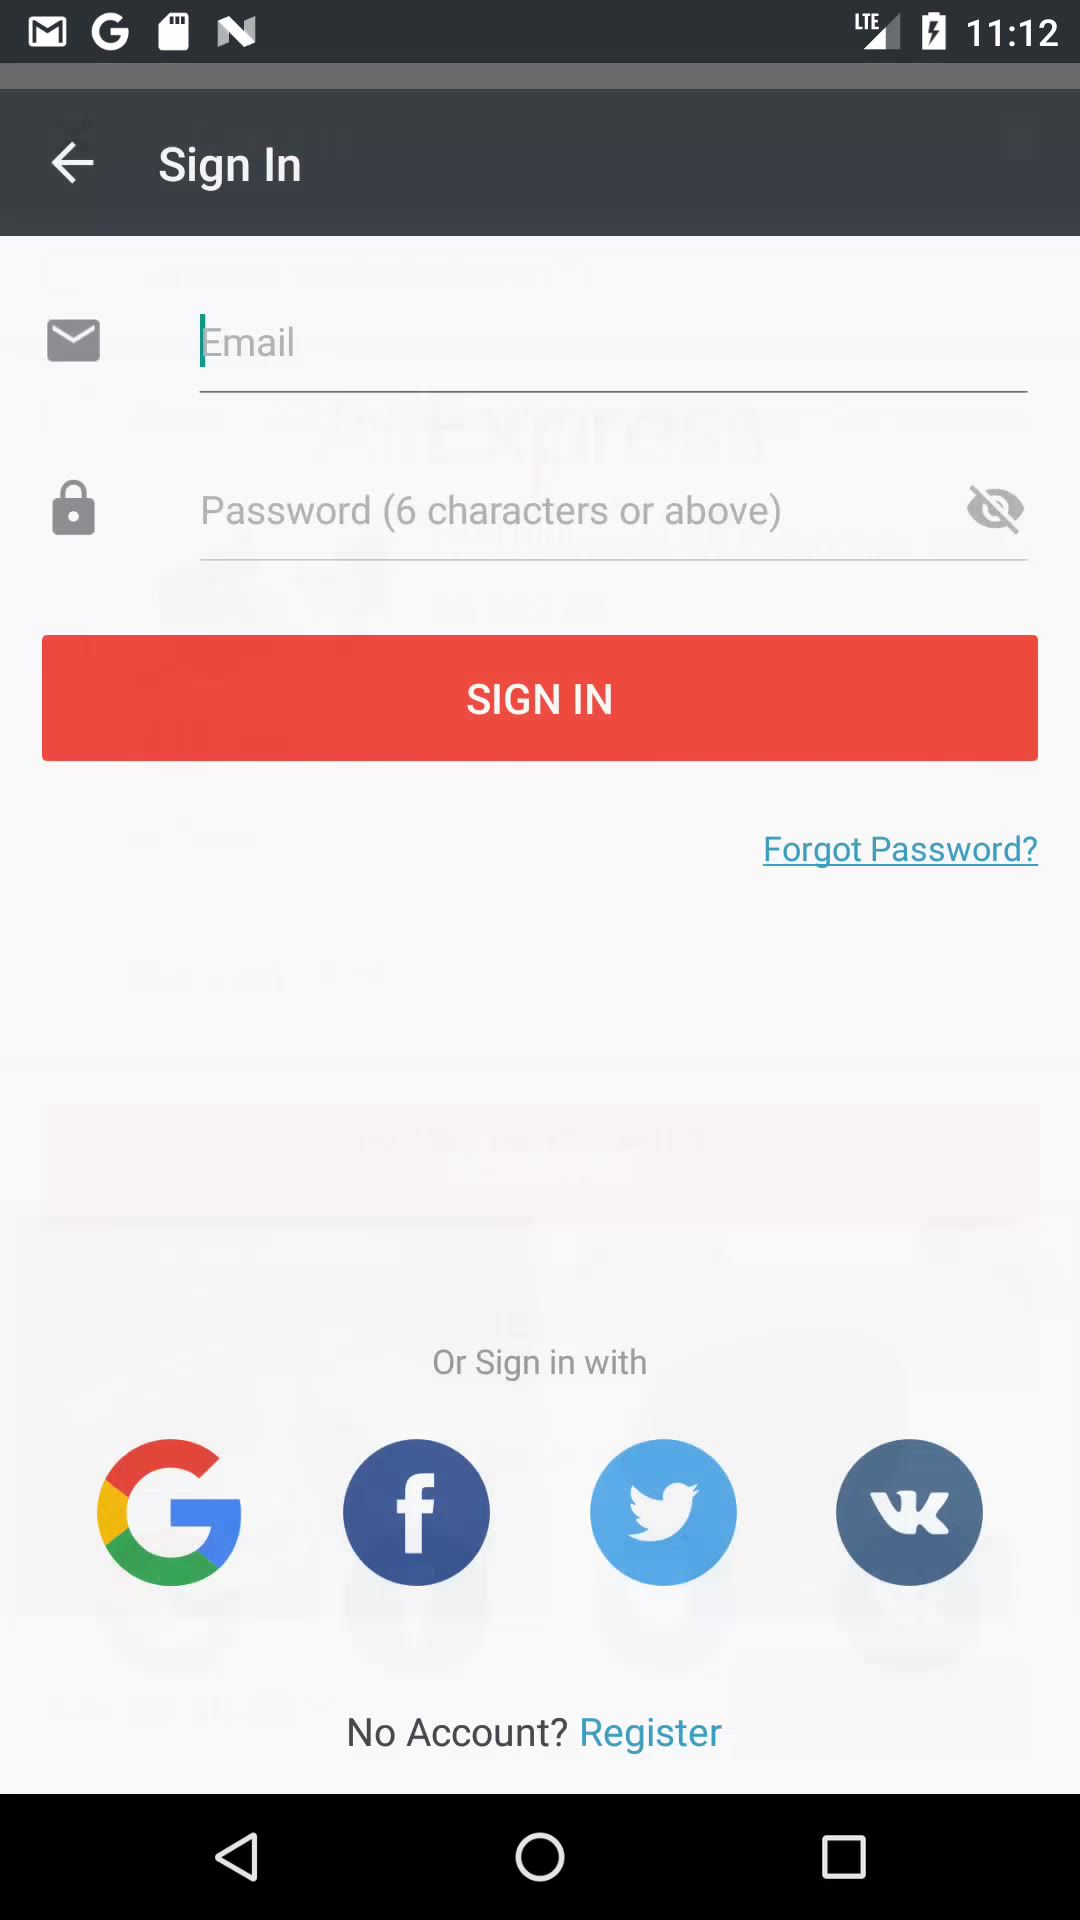 LTE 11:12
Sign In
Email
Password (6 characters or above)
SIGN IN
Forgot Password?
Or Sign in with
No Account? Register